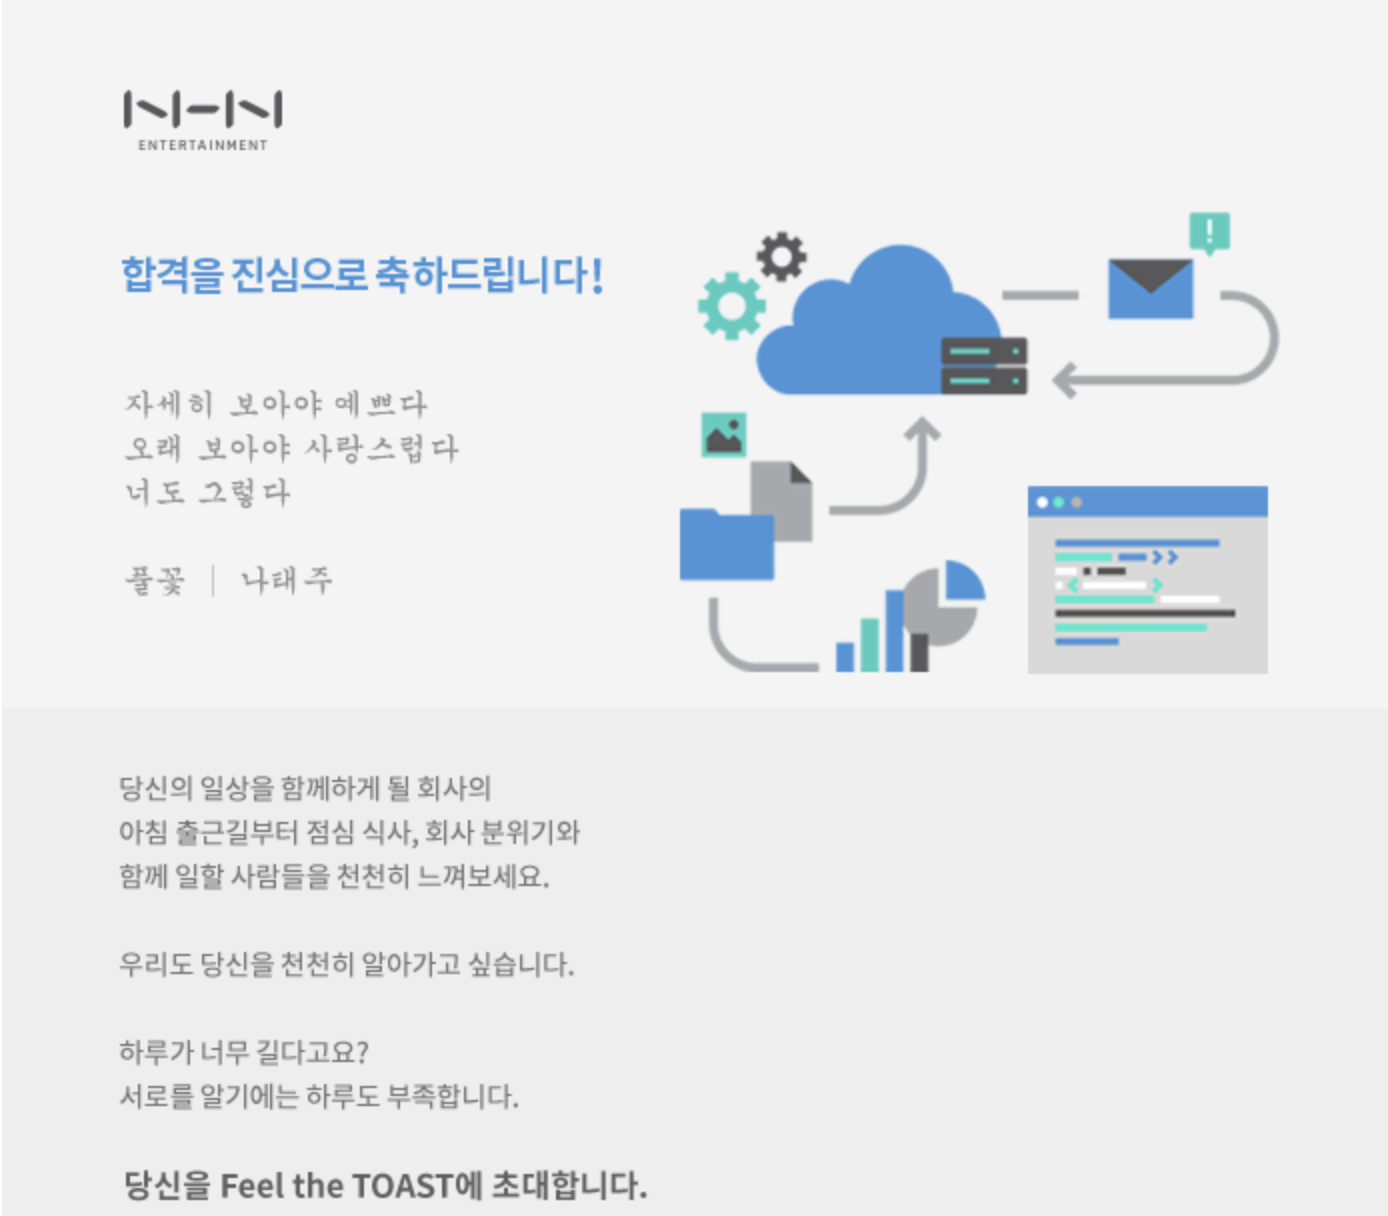 NHN
ENTERTAINMENT
합격을 진심으로 축하드립니다!
자세히 보아야 예쁘다
오래 보아야 사랑스럽다
너도 그렇다
풀꽃 | 나태주
당신의 일상을 함께하게 될 회사의
아침 출근길부터 점심 식사, 회사 분위기와
함께 일할 사람들을 천천히 느껴보세요.
우리도 당신을 천천히 알아가고 싶습니다.
하루가 너무 길다고요?
서로를 알기에는 하루도 부족합니다.
당신을 Feel the TOAST에 초대합니다.